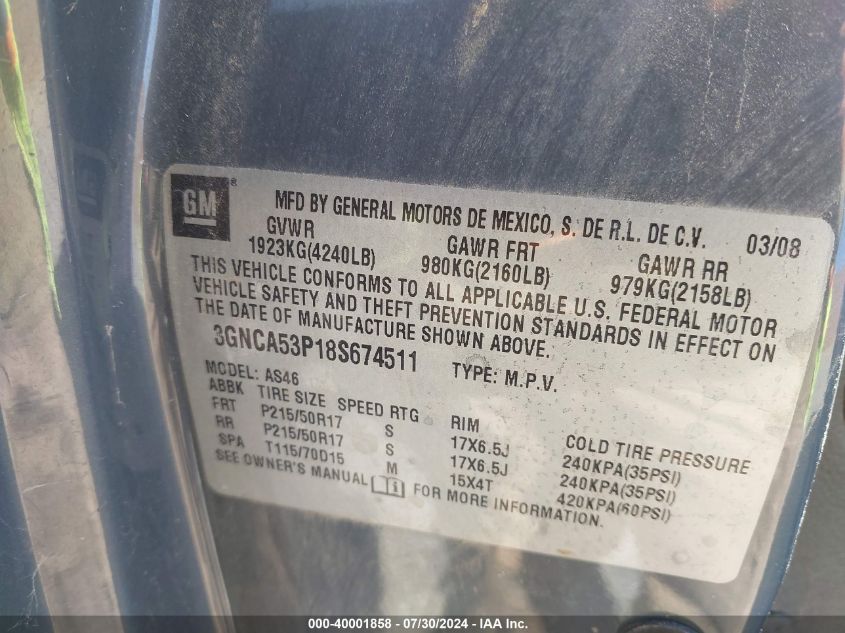 GM ®
MFD BY GENERAL MOTORS DE MEXICO, S. DE R.L. DE C.V. 03/08
GVWR GAWR FRT GAWR RR
1923KG(4240LB) 980KG(2160LB) 979KG(2158LB)
THIS VEHICLE CONFORMS TO ALL APPLICABLE U.S. FEDERAL MOTOR
VEHICLE SAFETY AND THEFT PREVENTION STANDARDS IN EFFECT ON
THE DATE OF MANUFACTURE SHOWN ABOVE.
3GNCA53P18S674511 TYPE: M.P.V.
MODEL: AS46
ABBK TIRE SIZE SPEED RTG RIM COLD TIRE PRESSURE
FRT P215/50R17 S 17X6.5J 240KPA(35PSI)
RR P215/50R17 S 17X6.5J 240KPA(35PSI)
SPA T115/70D15 M 15X4T 420KPA(60PSI)
SEE OWNER'S MANUAL FOR MORE INFORMATION.
000-40001858 - 07/30/2024 - IAA Inc.